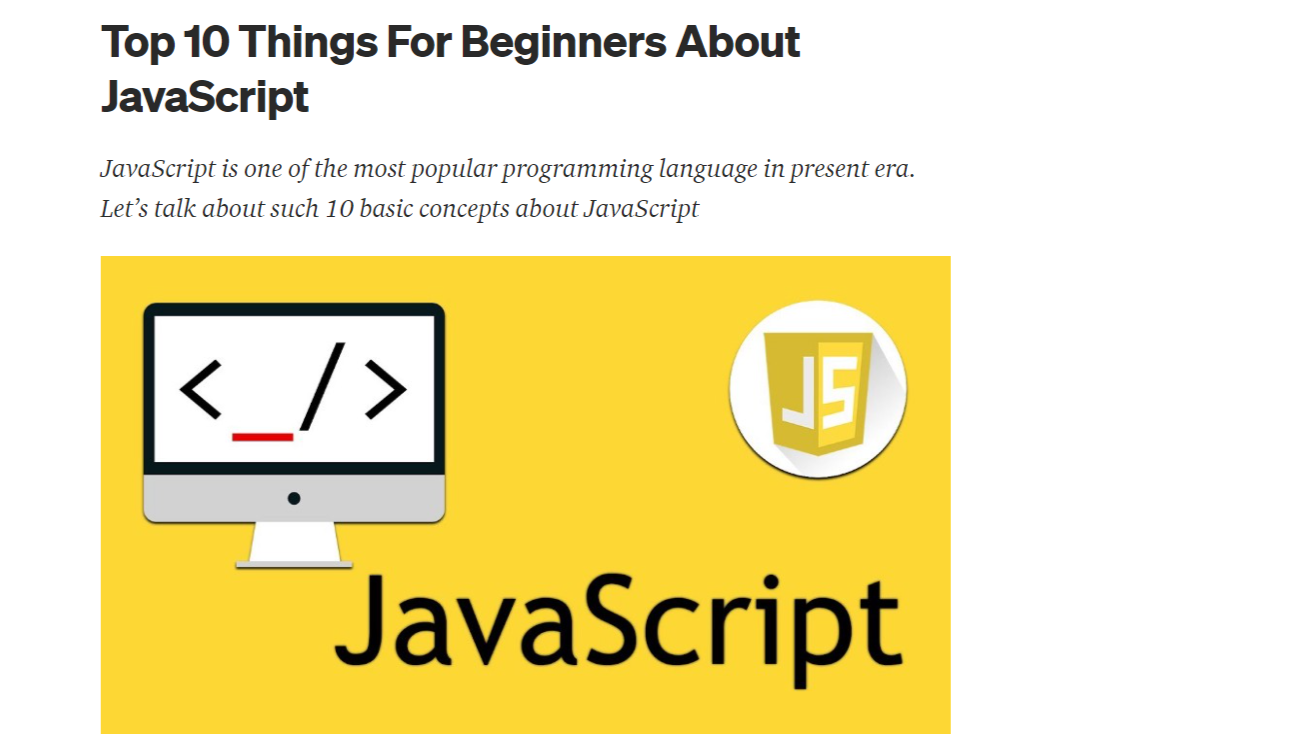 Top 10 Things For Beginners About
JavaScript
JavaScript is one of the most popular programming language in present era.
Let’s talk about such 10 basic concepts about JavaScript
< _ / >
JS
JavaScript